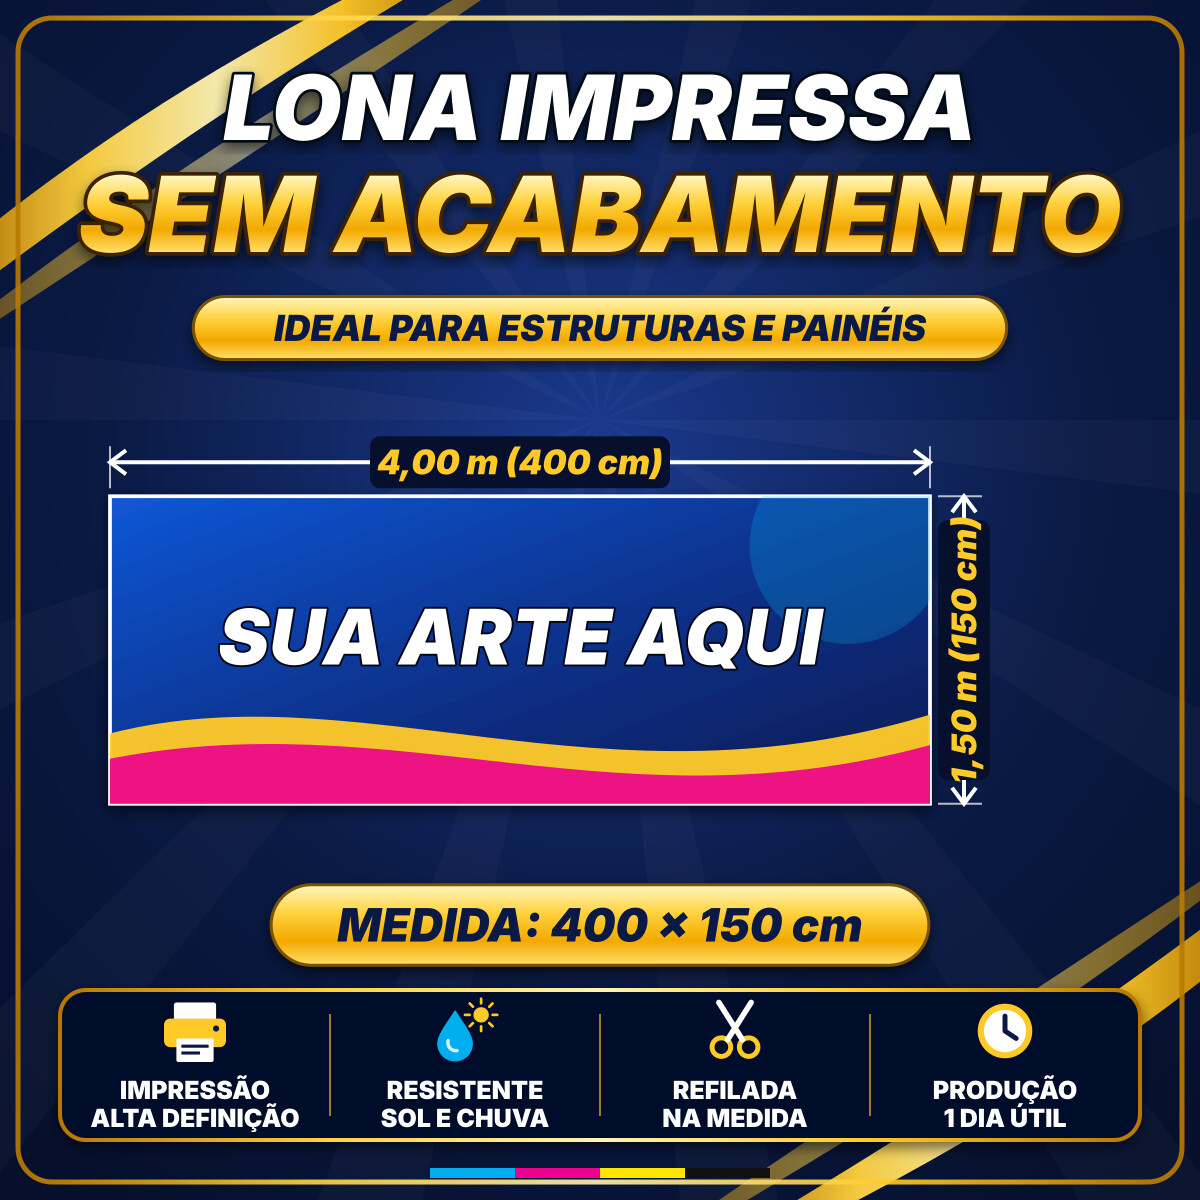 LONA IMPRESSA
SEM ACABAMENTO
IDEAL PARA ESTRUTURAS E PAINÉIS
4,00 m (400 cm)
1,50 m (150 cm)
SUA ARTE AQUI
MEDIDA: 400 × 150 cm
IMPRESSÃO
ALTA DEFINIÇÃO
RESISTENTE
SOL E CHUVA
REFILADA
NA MEDIDA
PRODUÇÃO
1 DIA ÚTIL